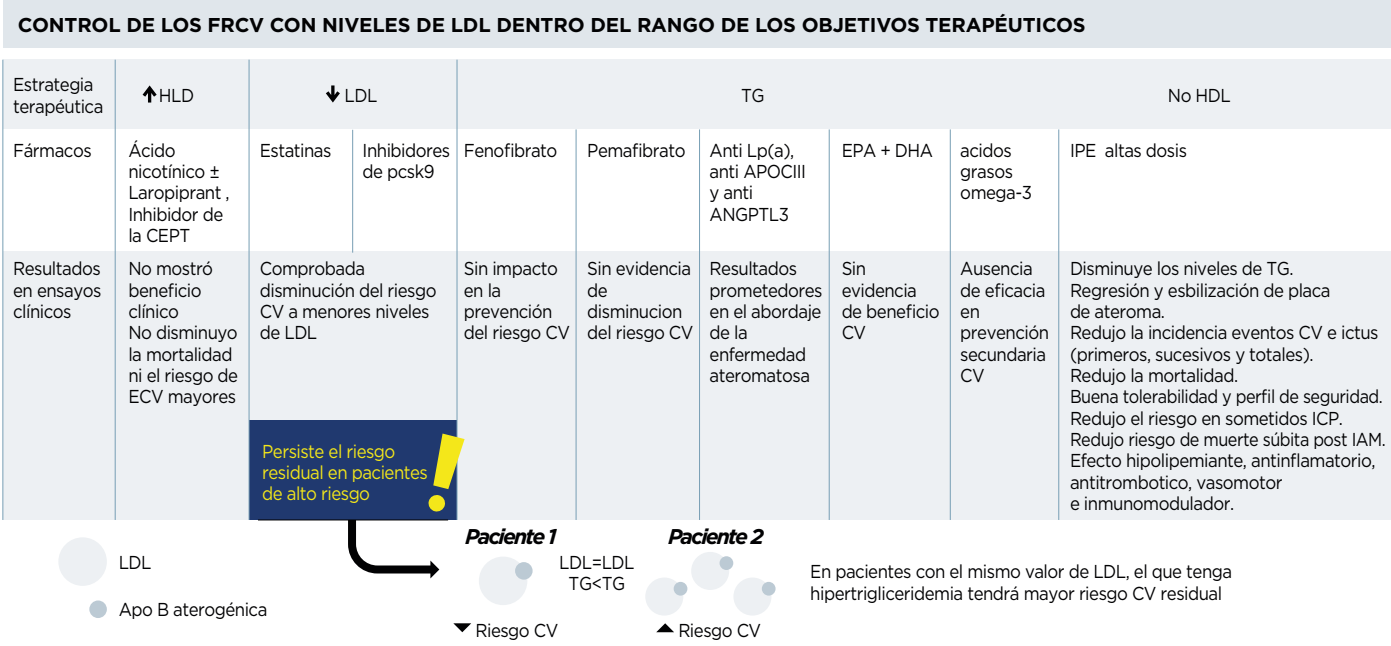 CONTROL DE LOS FRCV CON NIVELES DE LDL DENTRO DEL RANGO DE LOS OBJETIVOS TERAPÉUTICOS
Estrategia
terapéutica
↑HLD
↓LDL
TG
No HDL
Fármacos
Ácido
nicotínico ±
Laropiprant ,
Inhibidor de
la CEPT
Estatinas
Inhibidores
de pcsk9
Fenofibrato
Pemafibrato
Anti Lp(a),
anti APOCIII
y anti
ANGPTL3
EPA + DHA
acidos
grasos
omega-3
IPE altas dosis
Resultados
en ensayos
clínicos
No mostró
beneficio
clínico
No disminuyo
la mortalidad
ni el riesgo de
ECV mayores
Comprobada
disminución del riesgo
CV a menores niveles
de LDL
Sin impacto
en la
prevención
del riesgo CV
Sin evidencia
de
disminucion
del riesgo CV
Resultados
prometedores
en el abordaje
de la
enfermedad
ateromatosa
Sin
evidencia
de beneficio
CV
Ausencia
de eficacia
en
prevención
secundaria
CV
Disminuye los niveles de TG.
Regresión y esbilización de placa
de ateroma.
Redujo la incidencia eventos CV e ictus
(primeros, sucesivos y totales).
Redujo la mortalidad.
Buena tolerabilidad y perfil de seguridad.
Redujo el riesgo en sometidos ICP.
Redujo riesgo de muerte súbita post IAM.
Efecto hipolipemiante, antinflamatorio,
antitrombotico, vasomotor
e inmunomodulador.
Persiste el riesgo
residual en pacientes
de alto riesgo
!
LDL
Apo B aterogénica
Paciente 1
LDL=LDL
TG<TG
Paciente 2
▼ Riesgo CV
▲ Riesgo CV
En pacientes con el mismo valor de LDL, el que tenga
hipertrigliceridemia tendrá mayor riesgo CV residual